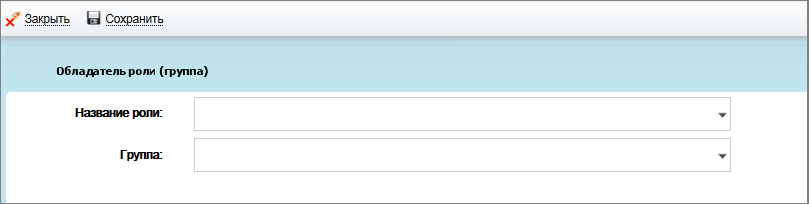 Закрыть Сохранить
Обладатель роли (группа)
Название роли:
Группа: